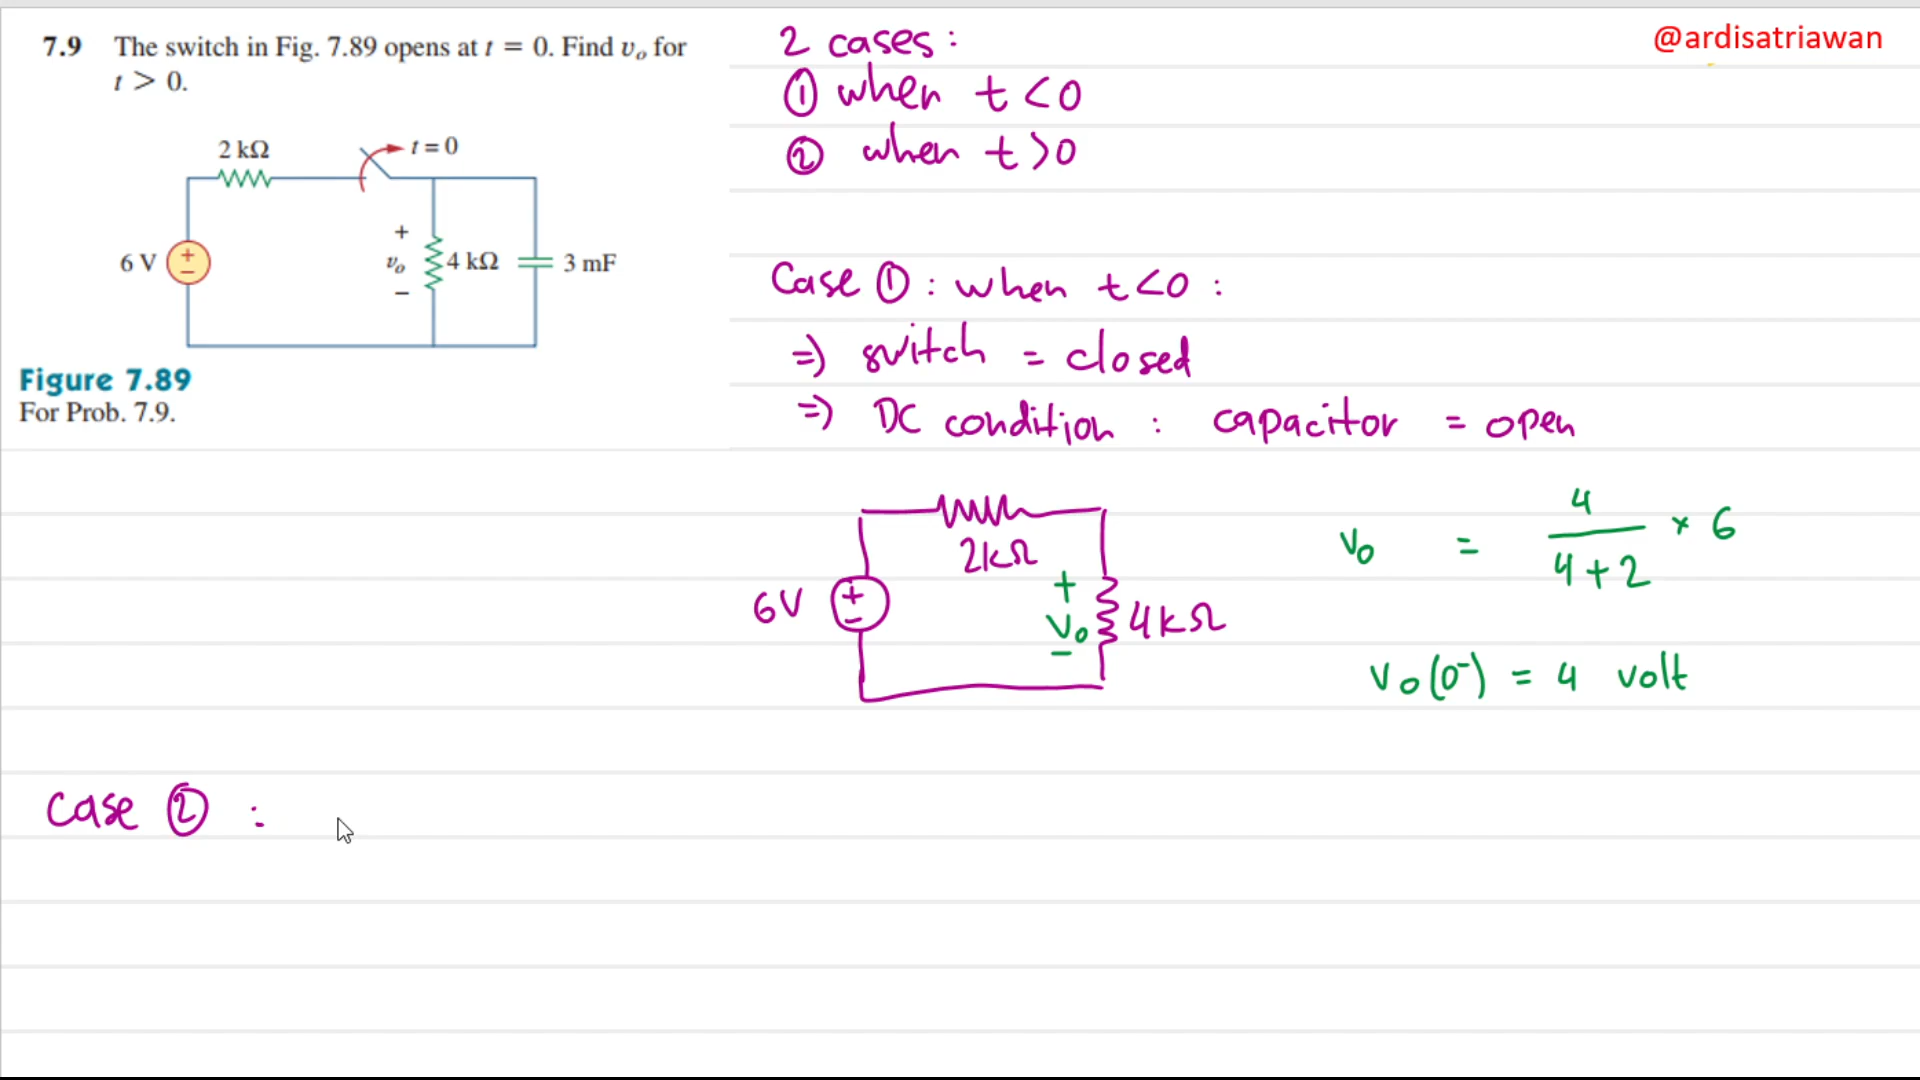 7.9 The switch in Fig. 7.89 opens at t = 0. Find vₒ for
t > 0.
2 kΩ
t = 0
6 V
+
−
+
vₒ
−
4 kΩ
3 mF
Figure 7.89
For Prob. 7.9.
@ardisatriawan
2 cases :
① when t < 0
② when t > 0
Case ① : when t < 0 :
⇒ switch = closed
⇒ DC condition : capacitor = open
2kΩ
6V
+
−
+
Vo
−
4kΩ
Vo = 4/(4+2) × 6
Vo(0⁻) = 4 volt
Case ② :